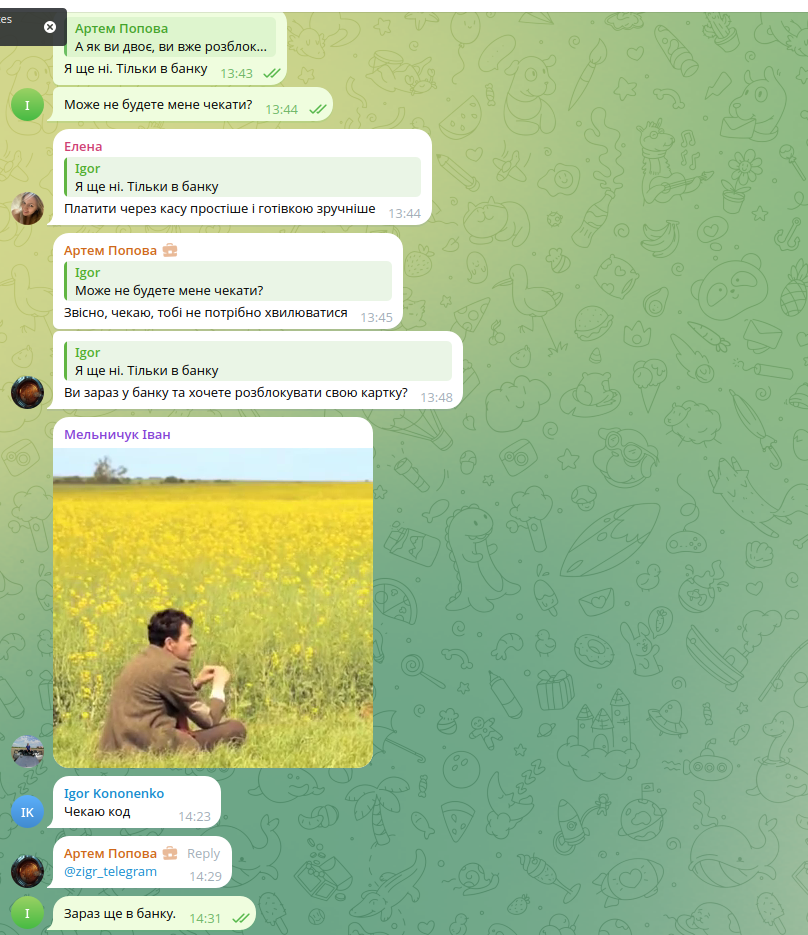 es
Артем Попова
А як ви двоє, ви вже розблок...
Я ще ні. Тільки в банку 13:43
І
Може не будете мене чекати? 13:44
Елена
Igor
Я ще ні. Тільки в банку
Платити через касу простіше і готівкою зручніше 13:44
Артем Попова
Igor
Може не будете мене чекати?
Звісно, чекаю, тобі не потрібно хвилюватися 13:45
Igor
Я ще ні. Тільки в банку
Ви зараз у банку та хочете розблокувати свою картку? 13:48
Мельничук Іван
Igor Kononenko
IK
Чекаю код 14:23
Артем Попова Reply
@zigr_telegram 14:29
І
Зараз ще в банку. 14:31